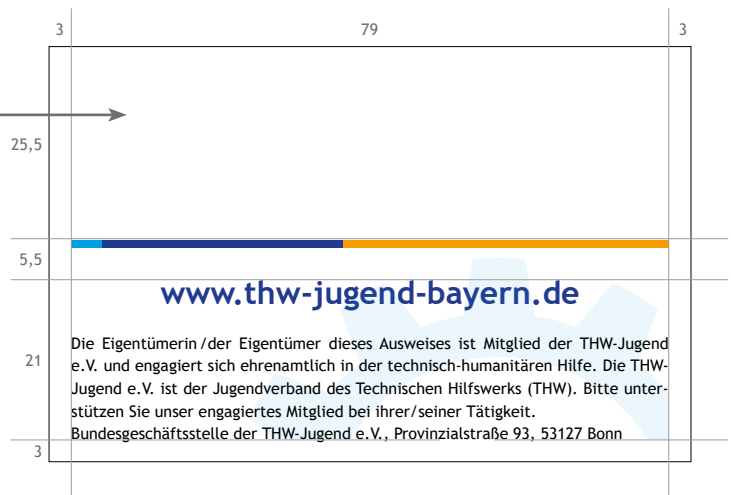 3 79 3
25,5
5,5
www.thw-jugend-bayern.de
Die Eigentümerin/der Eigentümer dieses Ausweises ist Mitglied der THW-Jugend
21
e.V. und engagiert sich ehrenamtlich in der technisch-humanitären Hilfe. Die THW-
Jugend e.V. ist der Jugendverband des Technischen Hilfswerks (THW). Bitte unter-
stützen Sie unser engagiertes Mitglied bei ihrer/seiner Tätigkeit.
Bundesgeschäftsstelle der THW-Jugend e.V., Provinzialstraße 93, 53127 Bonn
3